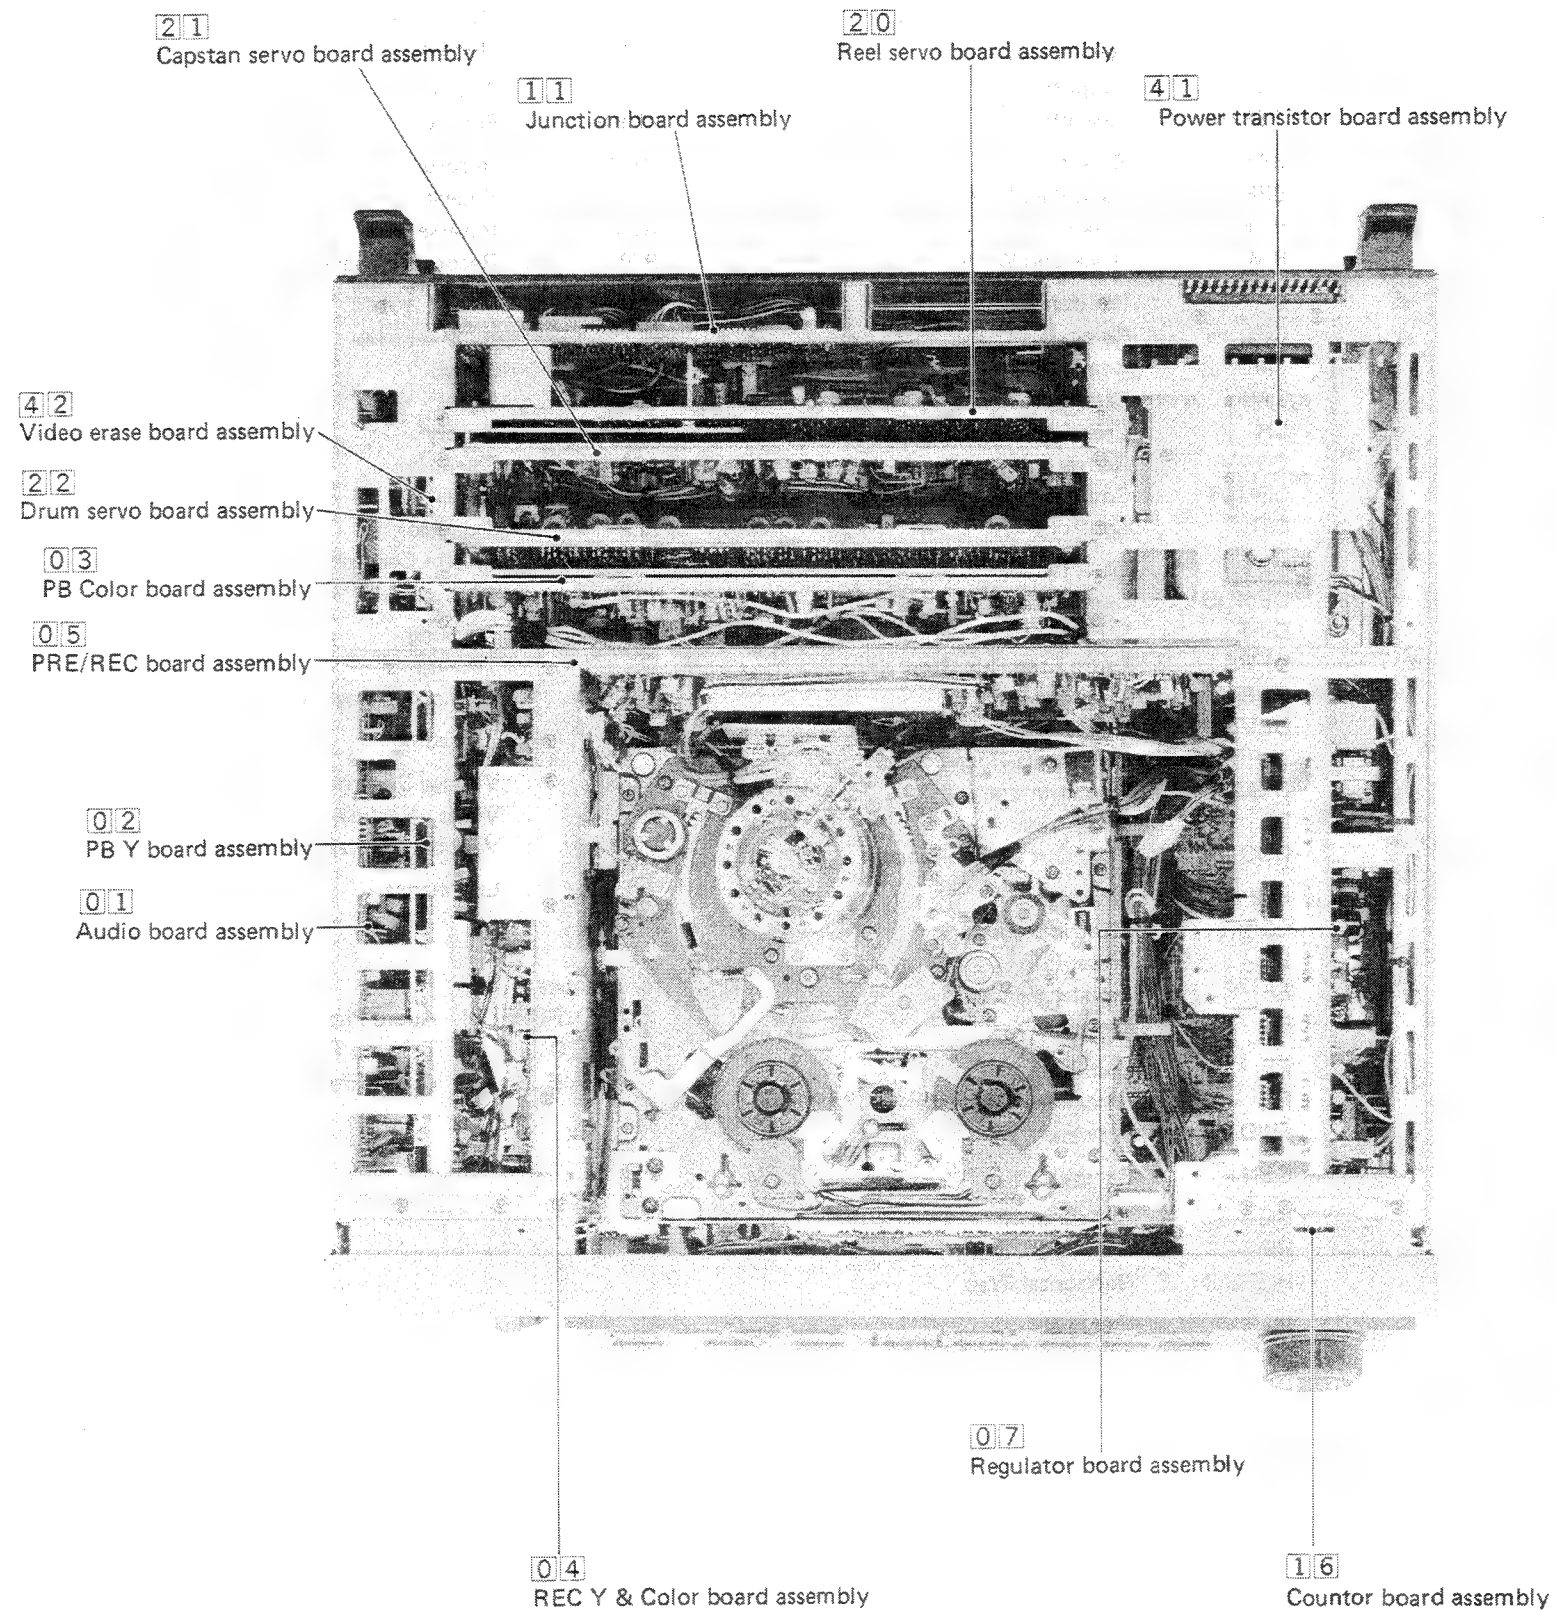 21
Capstan servo board assembly
20
Reel servo board assembly
11
Junction board assembly
41
Power transistor board assembly
42
Video erase board assembly
22
Drum servo board assembly
03
PB Color board assembly
05
PRE/REC board assembly
02
PB Y board assembly
01
Audio board assembly
07
Regulator board assembly
04
REC Y & Color board assembly
16
Countor board assembly